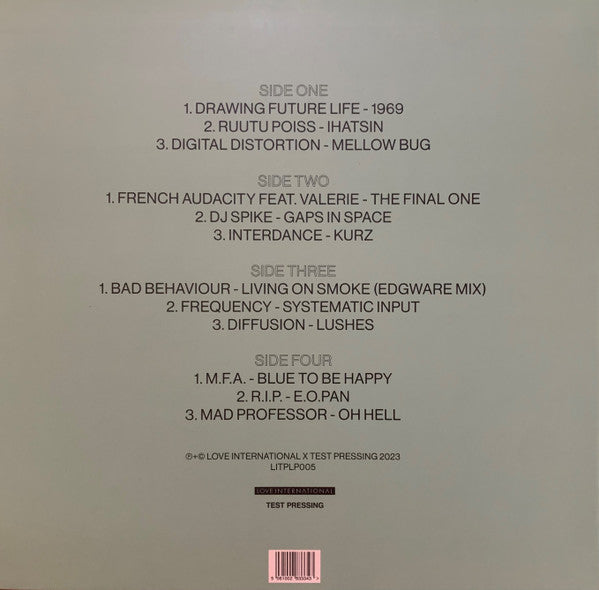 SIDE ONE
1. DRAWING FUTURE LIFE - 1969
2. RUUTU POISS - IHATSIN
3. DIGITAL DISTORTION - MELLOW BUG
SIDE TWO
1. FRENCH AUDACITY FEAT. VALERIE - THE FINAL ONE
2. DJ SPIKE - GAPS IN SPACE
3. INTERDANCE - KURZ
SIDE THREE
1. BAD BEHAVIOUR - LIVING ON SMOKE (EDGWARE MIX)
2. FREQUENCY - SYSTEMATIC INPUT
3. DIFFUSION - LUSHES
SIDE FOUR
1. M.F.A. - BLUE TO BE HAPPY
2. R.I.P. - E.O.PAN
3. MAD PROFESSOR - OH HELL
℗+© LOVE INTERNATIONAL X TEST PRESSING 2023
LITPLP005
LOVE INTERNATIONAL
TEST PRESSING